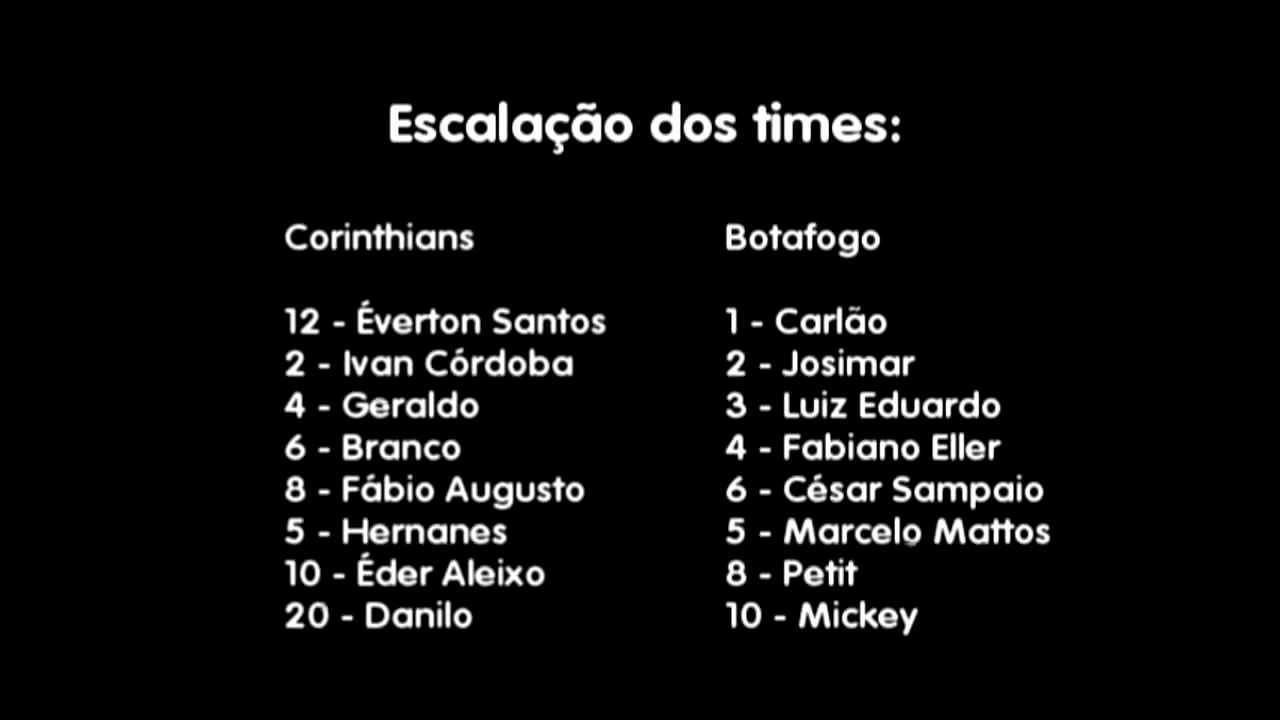 Escalação dos times:
Corinthians
12 - Éverton Santos
2 - Ivan Córdoba
4 - Geraldo
6 - Branco
8 - Fábio Augusto
5 - Hernanes
10 - Éder Aleixo
20 - Danilo
Botafogo
1 - Carlão
2 - Josimar
3 - Luiz Eduardo
4 - Fabiano Eller
6 - César Sampaio
5 - Marcelo Mattos
8 - Petit
10 - Mickey